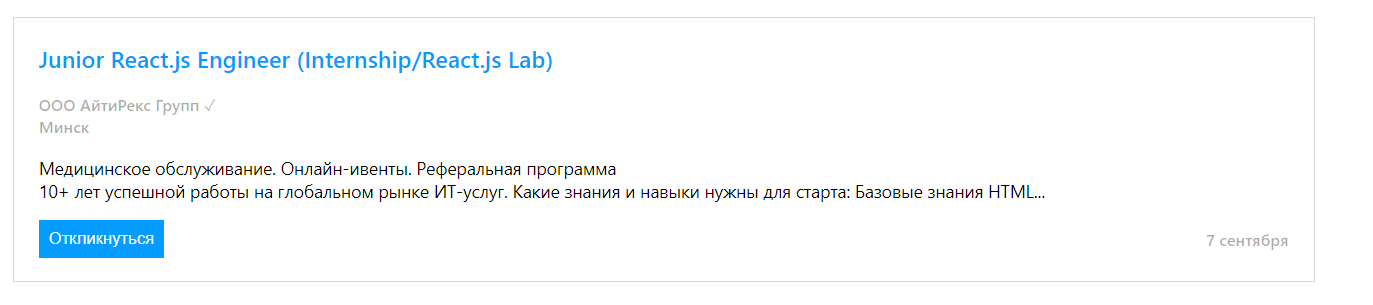 Junior React.js Engineer (Internship/React.js Lab)
ООО АйтиРекс Групп ✓
Минск
Медицинское обслуживание. Онлайн-ивенты. Реферальная программа
10+ лет успешной работы на глобальном рынке ИТ-услуг. Какие знания и навыки нужны для старта: Базовые знания HTML...
Откликнуться
7 сентября